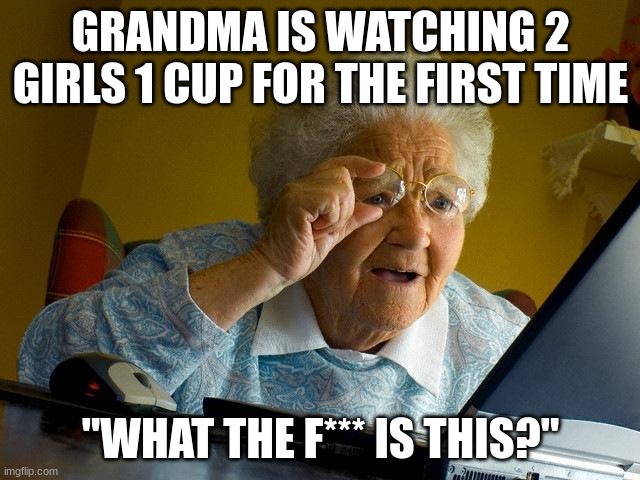 GRANDMA IS WATCHING 2
GIRLS 1 CUP FOR THE FIRST TIME
"WHAT THE F*** IS THIS?"
imgflip.com